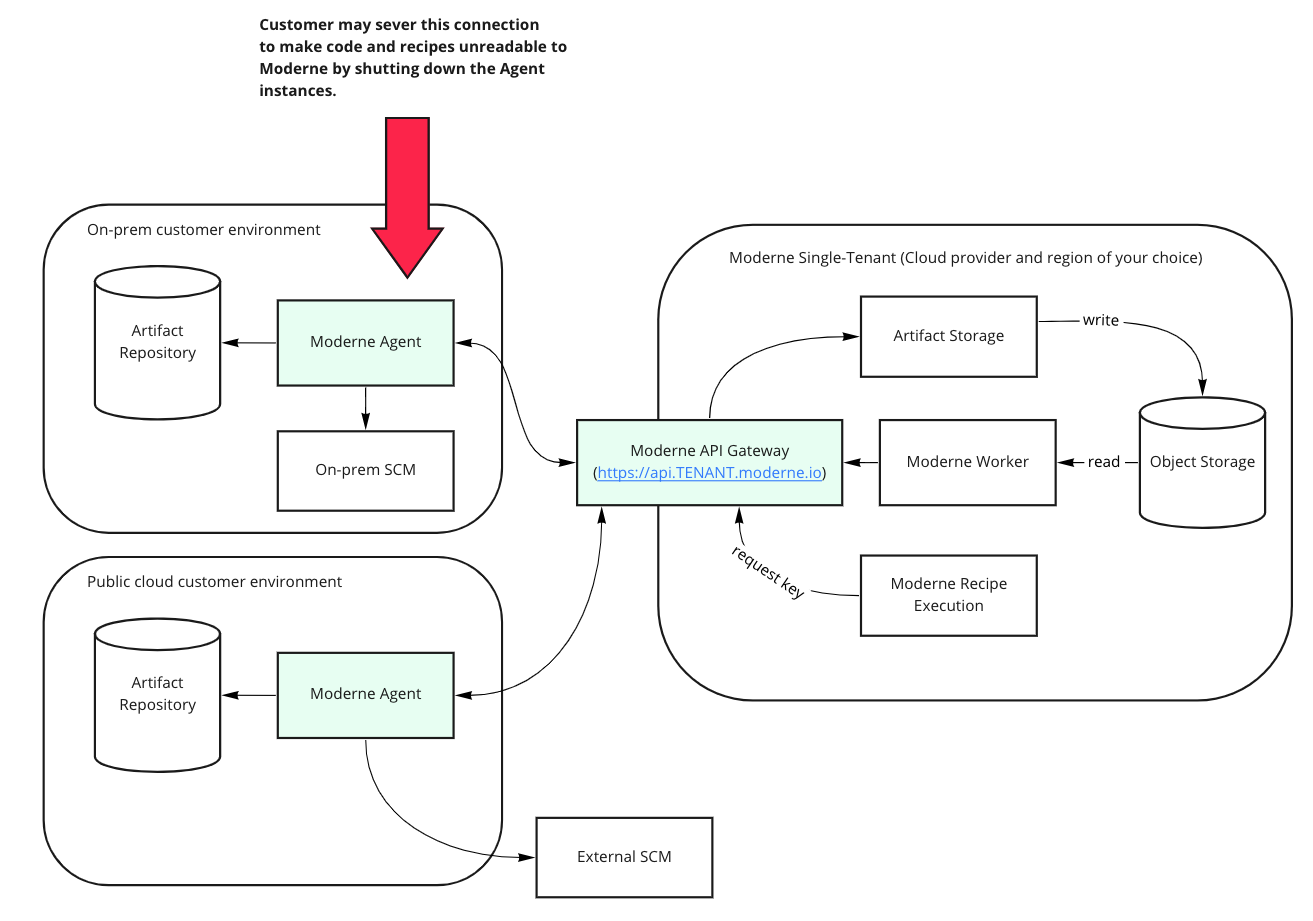 Customer may sever this connection
to make code and recipes unreadable to
Moderne by shutting down the Agent
instances.
On-prem customer environment
Artifact
Repository
Moderne Agent
On-prem SCM
Public cloud customer environment
Artifact
Repository
Moderne Agent
External SCM
Moderne Single-Tenant (Cloud provider and region of your choice)
Artifact Storage
write
Moderne API Gateway
(https://api.TENANT.moderne.io)
Moderne Worker
read
Object Storage
request key
Moderne Recipe
Execution